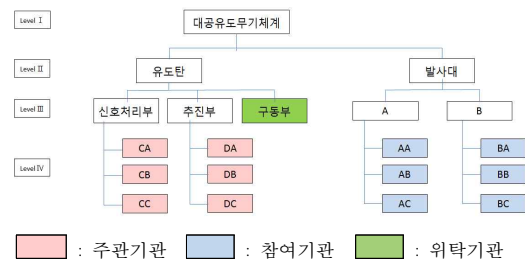 Level Ⅰ
대공유도무기체계
Level Ⅱ
유도탄
발사대
Level Ⅲ
신호처리부
추진부
구동부
A
B
Level Ⅳ
CA
DA
AA
BA
CB
DB
AB
BB
CC
DC
AC
BC
: 주관기관
: 참여기관
: 위탁기관